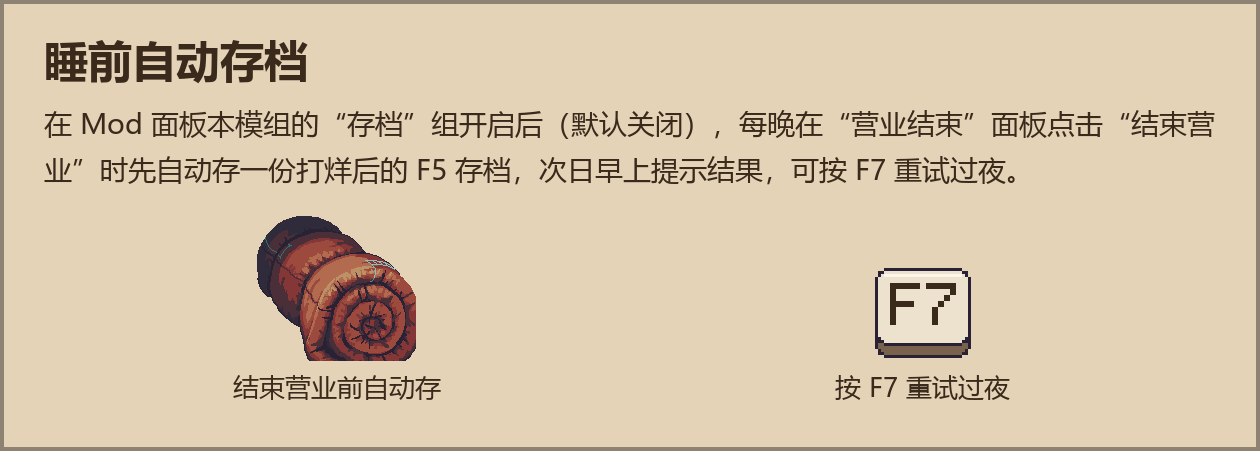 睡前自动存档
在 Mod 面板本模组的“存档”组开启后（默认关闭），每晚在“营业结束”面板点击“结束营
业”时先自动存一份打烊后的 F5 存档，次日早上提示结果，可按 F7 重试过夜。
F7
结束营业前自动存
按 F7 重试过夜